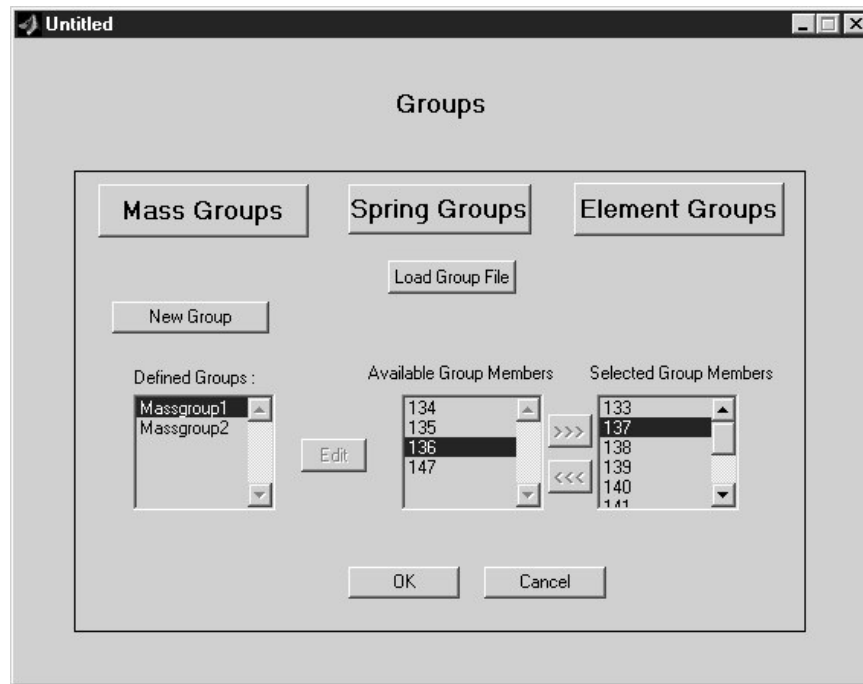 Untitled
Groups
Mass Groups
Spring Groups
Element Groups
Load Group File
New Group
Defined Groups :
Massgroup1
Massgroup2
Edit
Available Group Members
134
135
136
147
>>>
<<<
Selected Group Members
133
137
138
139
140
141
OK
Cancel